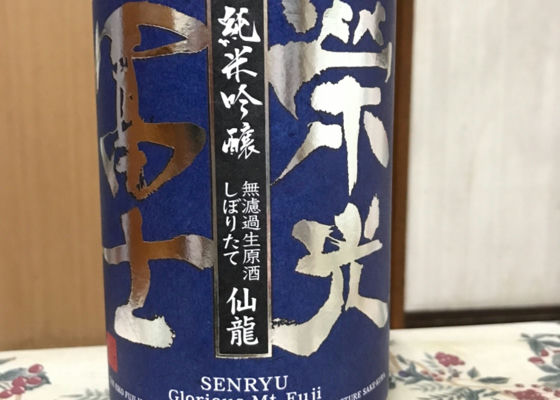 栄光
冨士
純米吟醸
無濾過生原酒
しぼりたて
仙龍
SENRYU
Glorious Mt. Fuji